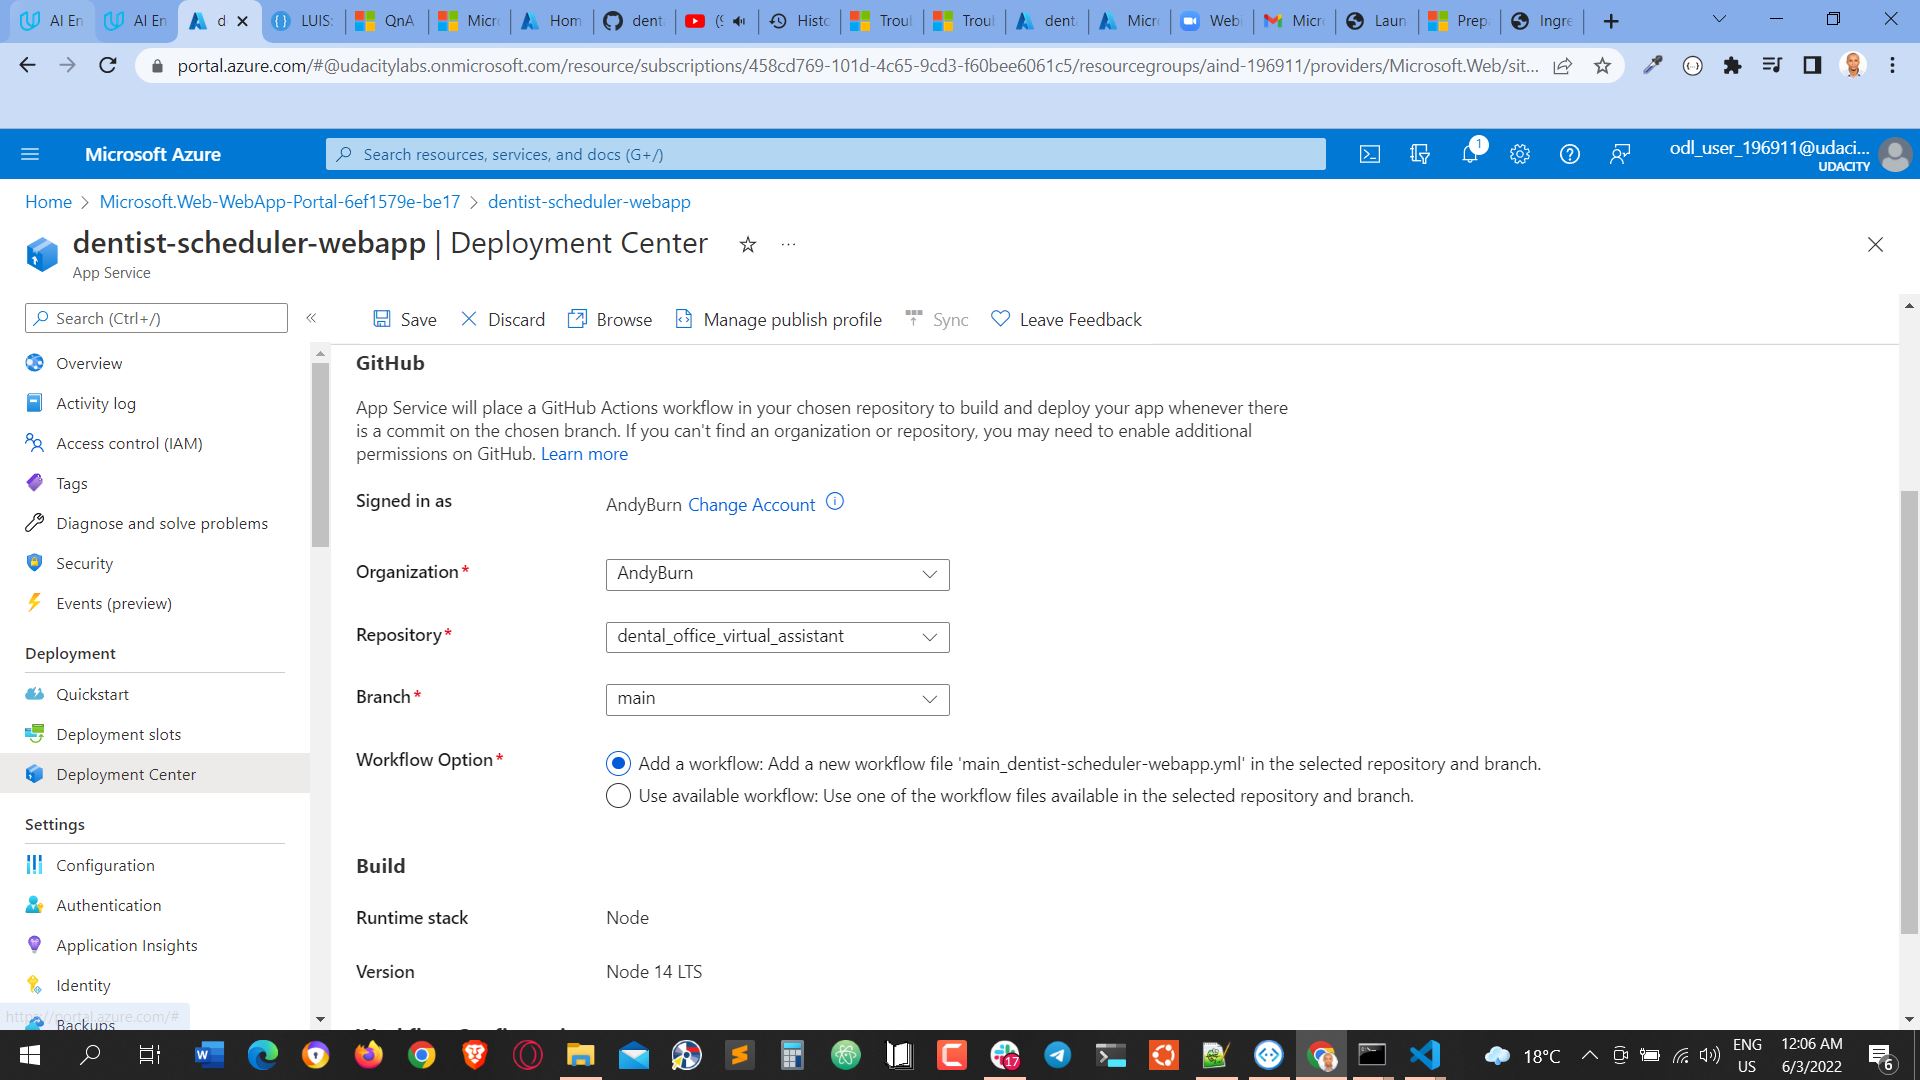 AI En
AI En
d
LUIS:
QnA
Micro
Hom
dent
(9
Histo
Troul
Troul
dent
Micro
Webi
Micro
Laun
Prep
Ingre
portal.azure.com/#@udacitylabs.onmicrosoft.com/resource/subscriptions/458cd769-101d-4c65-9cd3-f60bee6061c5/resourcegroups/aind-196911/providers/Microsoft.Web/sit...
Microsoft Azure
Search resources, services, and docs (G+/)
1
odl_user_196911@udaci...
UDACITY
Home > Microsoft.Web-WebApp-Portal-6ef1579e-be17 > dentist-scheduler-webapp
dentist-scheduler-webapp | Deployment Center
App Service
Search (Ctrl+/)
Save
Discard
Browse
Manage publish profile
Sync
Leave Feedback
Overview
Activity log
Access control (IAM)
Tags
Diagnose and solve problems
Security
Events (preview)
Deployment
Quickstart
Deployment slots
Deployment Center
Settings
Configuration
Authentication
Application Insights
Identity
Backups
https://portal.azure.com/#
GitHub
App Service will place a GitHub Actions workflow in your chosen repository to build and deploy your app whenever there
is a commit on the chosen branch. If you can't find an organization or repository, you may need to enable additional
permissions on GitHub. Learn more
Signed in as
AndyBurn Change Account
Organization*
AndyBurn
Repository*
dental_office_virtual_assistant
Branch*
main
Workflow Option*
Add a workflow: Add a new workflow file 'main_dentist-scheduler-webapp.yml' in the selected repository and branch.
Use available workflow: Use one of the workflow files available in the selected repository and branch.
Build
Runtime stack
Node
Version
Node 14 LTS
17
18°C
ENG
US
12:06 AM
6/3/2022
6